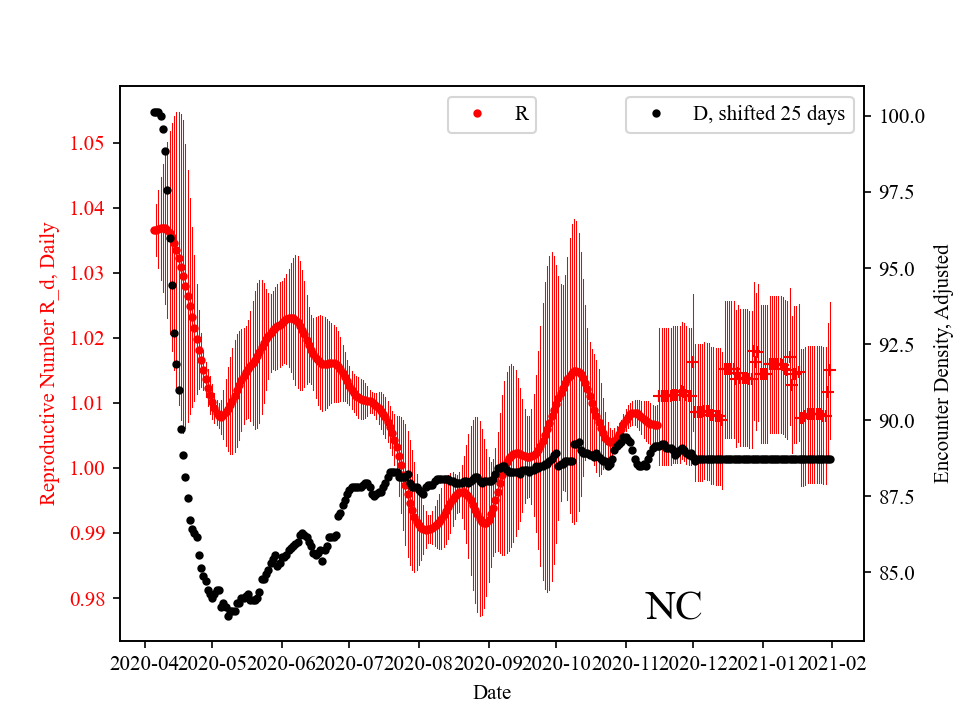 R
D, shifted 25 days
Reproductive Number R_d, Daily
1.05
1.04
1.03
1.02
1.01
1.00
0.99
0.98
100.0
97.5
95.0
92.5
90.0
87.5
85.0
Encounter Density, Adjusted
NC
2020-04 2020-05 2020-06 2020-07 2020-08 2020-09 2020-10 2020-11 2020-12 2021-01 2021-02
Date